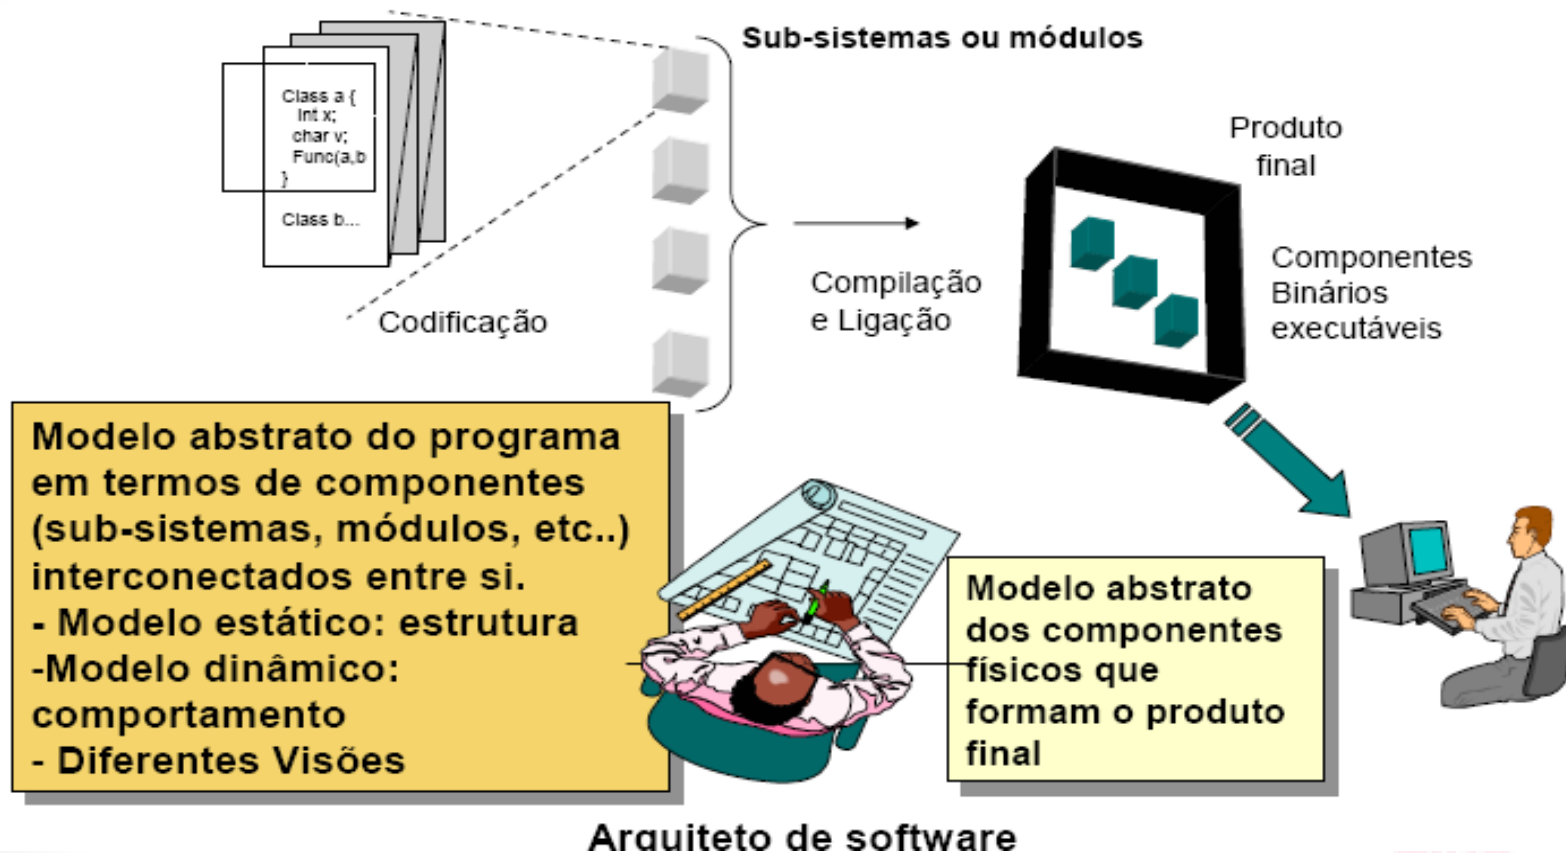 Sub-sistemas ou módulos
Class a {
Int x;
char v;
Func(a,b
}
Class b...
Codificação
Compilação
e Ligação
Produto
final
Componentes
Binários
executáveis
Modelo abstrato do programa
em termos de componentes
(sub-sistemas, módulos, etc..)
interconectados entre si.
- Modelo estático: estrutura
-Modelo dinâmico:
comportamento
- Diferentes Visões
Modelo abstrato
dos componentes
físicos que
formam o produto
final
Arquiteto de software